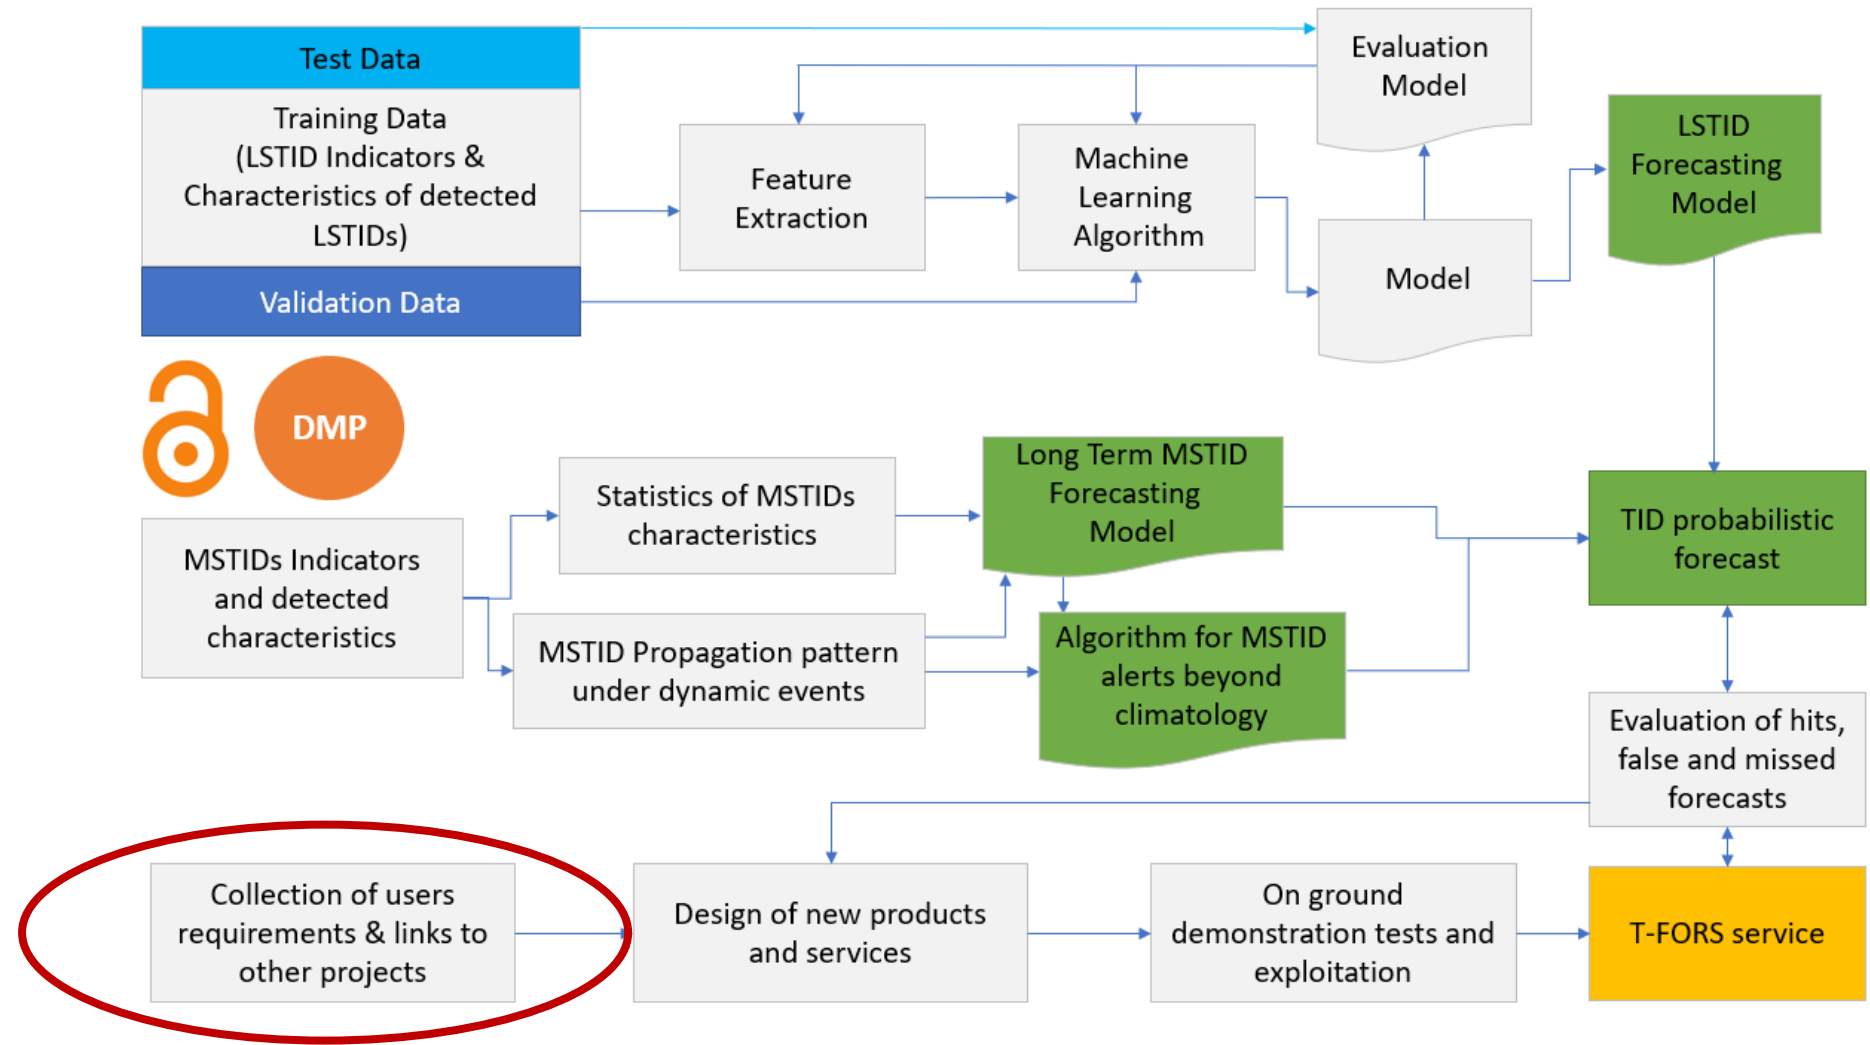 Test Data
Training Data
(LSTID Indicators &
Characteristics of detected
LSTIDs)
Validation Data
Feature
Extraction
Machine
Learning
Algorithm
Evaluation
Model
Model
LSTID
Forecasting
Model
DMP
MSTIDs Indicators
and detected
characteristics
Statistics of MSTIDs
characteristics
MSTID Propagation pattern
under dynamic events
Long Term MSTID
Forecasting
Model
Algorithm for MSTID
alerts beyond
climatology
TID probabilistic
forecast
Evaluation of hits,
false and missed
forecasts
Collection of users
requirements & links to
other projects
Design of new products
and services
On ground
demonstration tests and
exploitation
T-FORS service